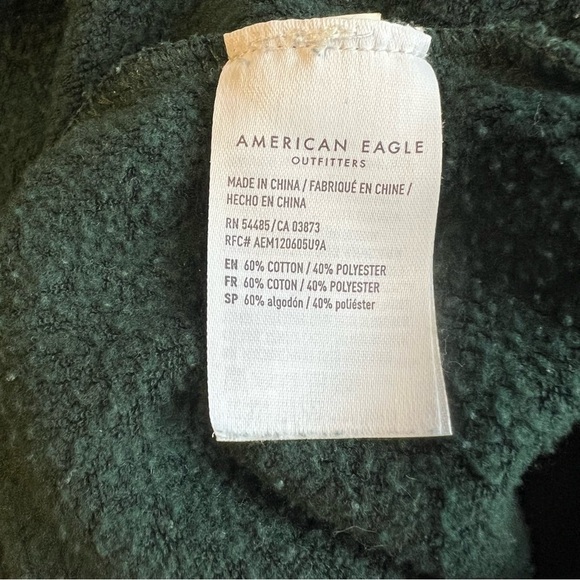 AMERICAN EAGLE
OUTFITTERS
MADE IN CHINA / FABRIQUÉ EN CHINE /
HECHO EN CHINA
RN 54485/CA 03873
RFC# AEM120605U9A
EN 60% COTTON / 40% POLYESTER
FR 60% COTON / 40% POLYESTER
SP 60% algodón / 40% poliéster